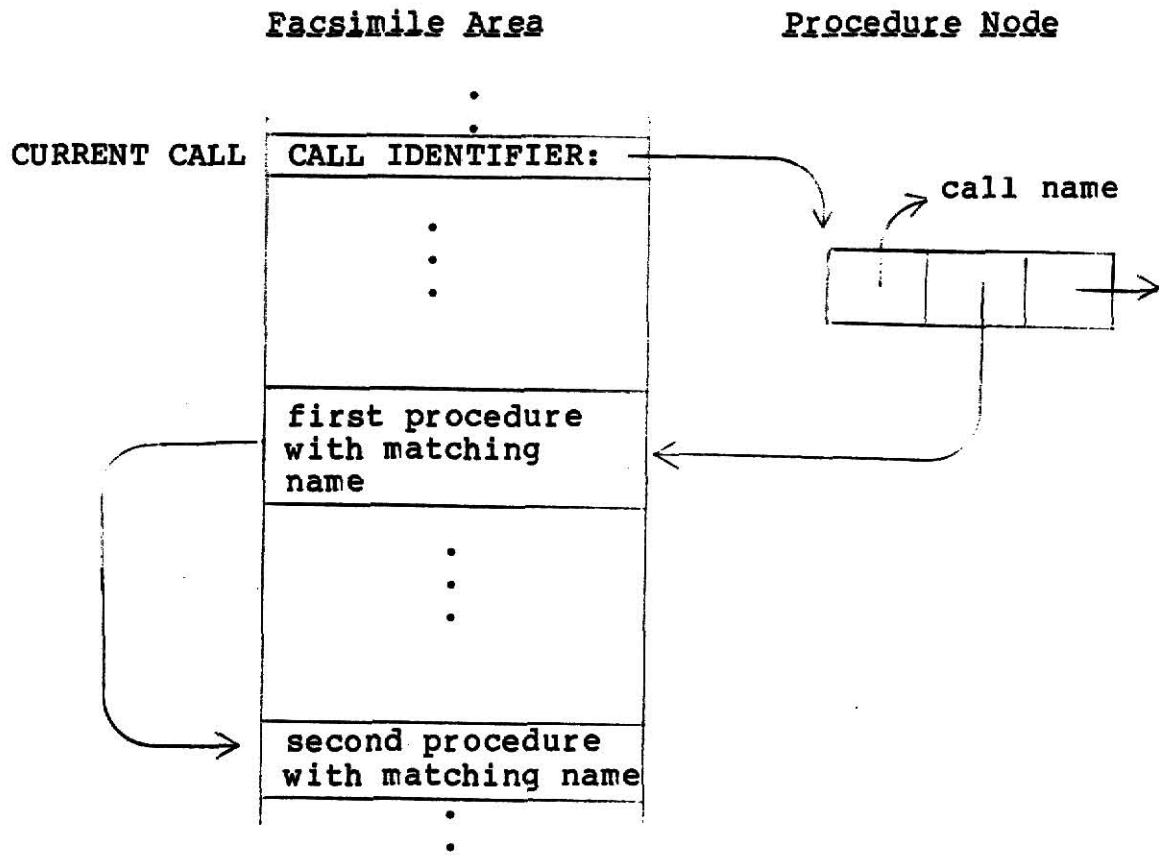 Facsimile Area
Procedure Node
CURRENT CALL
CALL IDENTIFIER:
call name
first procedure
with matching
name
second procedure
with matching name